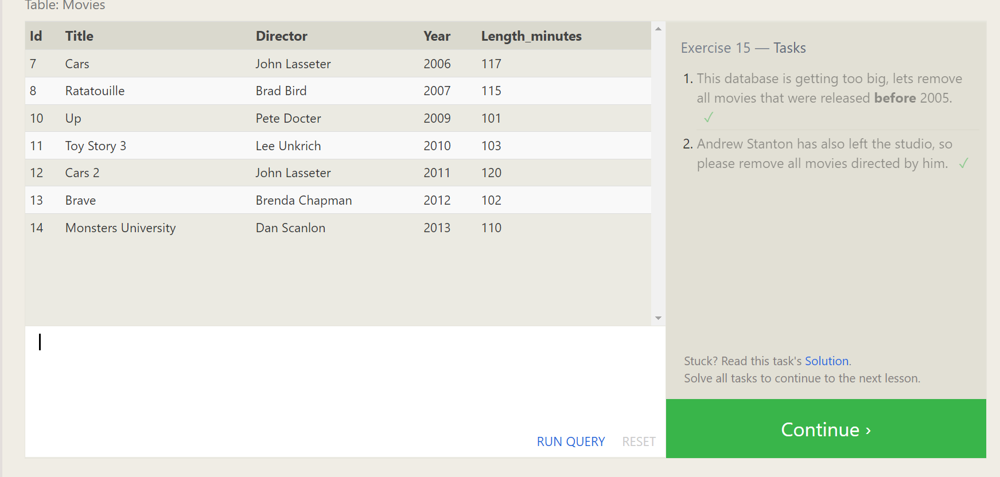 Table: Movies
Id Title Director Year Length_minutes
7 Cars John Lasseter 2006 117
8 Ratatouille Brad Bird 2007 115
10 Up Pete Docter 2009 101
11 Toy Story 3 Lee Unkrich 2010 103
12 Cars 2 John Lasseter 2011 120
13 Brave Brenda Chapman 2012 102
14 Monsters University Dan Scanlon 2013 110
RUN QUERY RESET
Exercise 15 — Tasks
1. This database is getting too big, lets remove
all movies that were released before 2005.
✓
2. Andrew Stanton has also left the studio, so
please remove all movies directed by him. ✓
Stuck? Read this task's Solution.
Solve all tasks to continue to the next lesson.
Continue ›